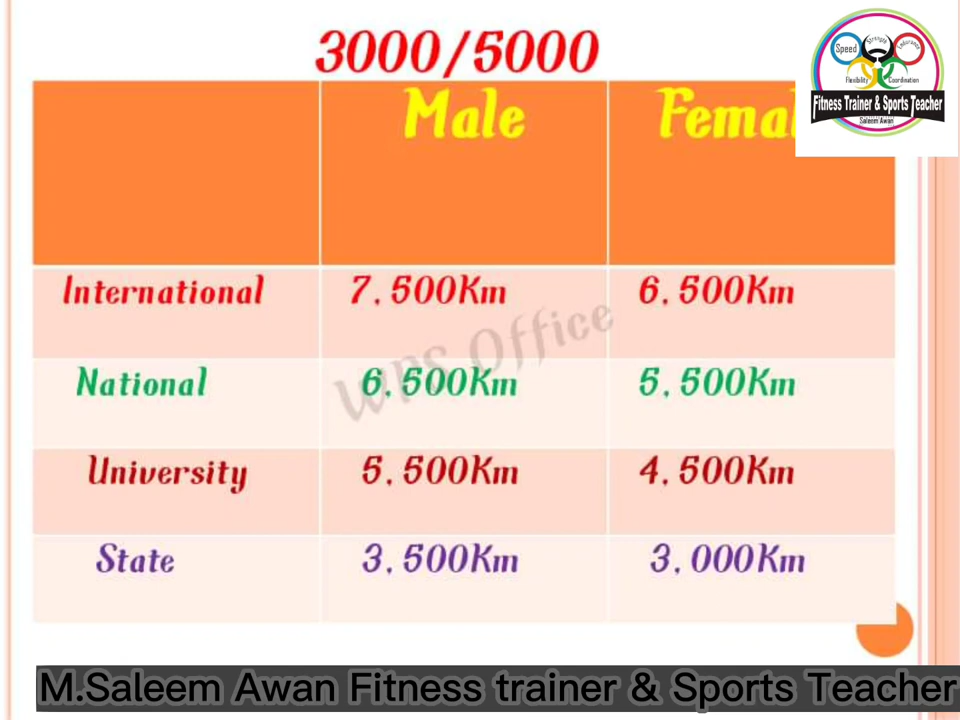 3000/5000
Male
Femal
Speed
Strength
Endurance
Flexibility
Coordination
Fitness Trainer & Sports Teacher
Saleem Awan
International 7,500Km 6,500Km
National 6,500Km 5,500Km
University 5,500Km 4,500Km
State 3,500Km 3,000Km
WPS Office
M.Saleem Awan Fitness trainer & Sports Teacher